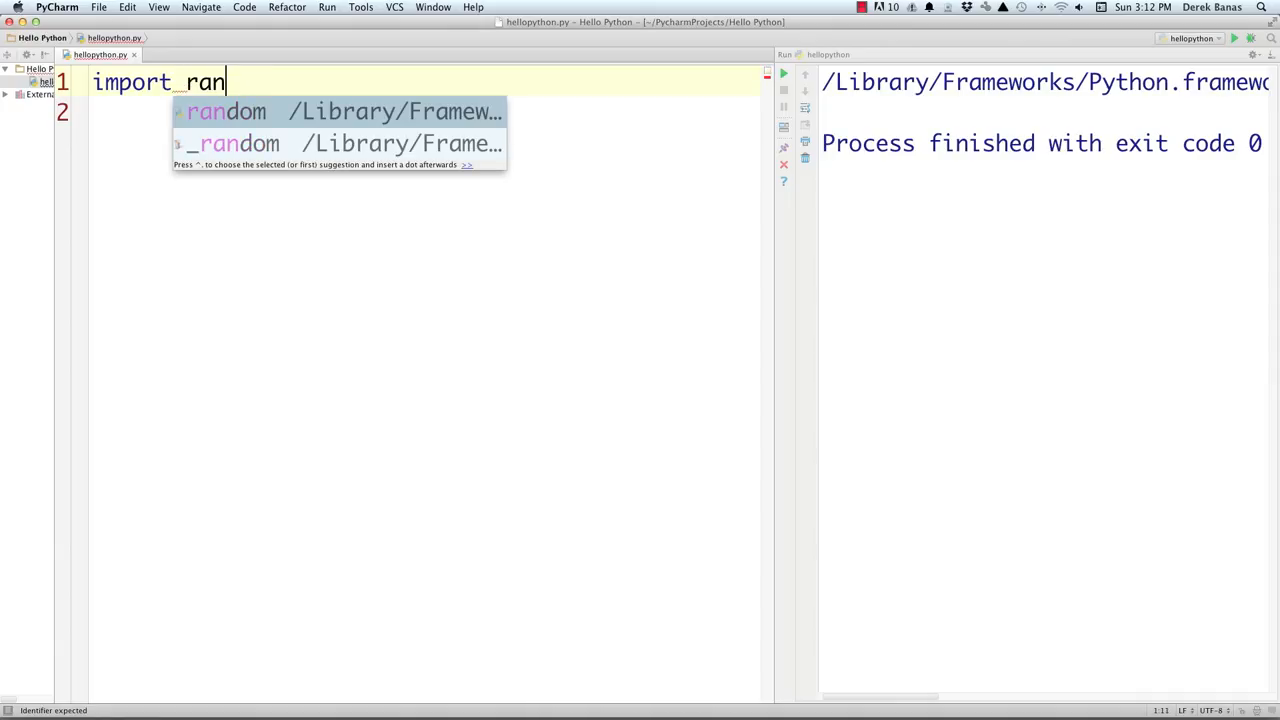 PyCharm File Edit View Navigate Code Refactor Run Tools VCS Window Help 10 Sun 3:12 PM Derek Banas
hellopython.py – Hello Python – [~/PycharmProjects/Hello Python]
Hello Python hellopython.py hellopython
hellopython.py Run hellopython
Hello P
hell
Externa
1 import ran
2
random /Library/Framew...
_random /Library/Frame...
Press ^. to choose the selected (or first) suggestion and insert a dot afterwards >>
/Library/Frameworks/Python.framewo
Process finished with exit code 0
Identifier expected 1:11 LF UTF-8